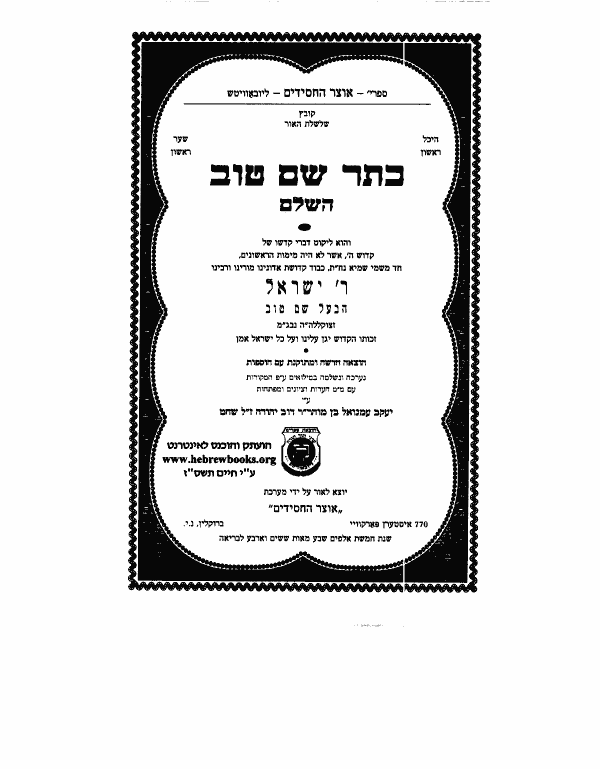 ספרי׳ – אוצר החסידים – ליובאוויטש
קובץ
שלשלת האור
היכל שער
ראשון ראשון
כתר שם טוב
השלם
והוא ליקוט דברי קדשו של
קדוש ה׳, אשר לא היה מימות הראשונים,
חד משמי שמיא נחית, כבוד קדושת אדונינו מורינו ורבינו
ר׳ ישראל
הבעל שם טוב
זצוקללה״ה נבג״מ
זכותו הקדוש יגן עלינו ועל כל ישראל אמן
הוצאה חדשה ומתוקנת עם הוספות
נערכה ונשלמה במילואים ע״פ המקורות
עם מ״מ הערות וציונים ומפתחות
ע״י
יעקב עמנואל בן מוהר״ר דוב יהודה ז״ל שחט
הועתק והוכנס לאינטרנט
www.hebrewbooks.org
ע"י חיים תשס"ז
יוצא לאור על ידי מערכת
„אוצר החסידים״
770 איסטערן פארקוויי ברוקלין, נ.י.
שנת חמשת אלפים שבע מאות ששים וארבע לבריאה